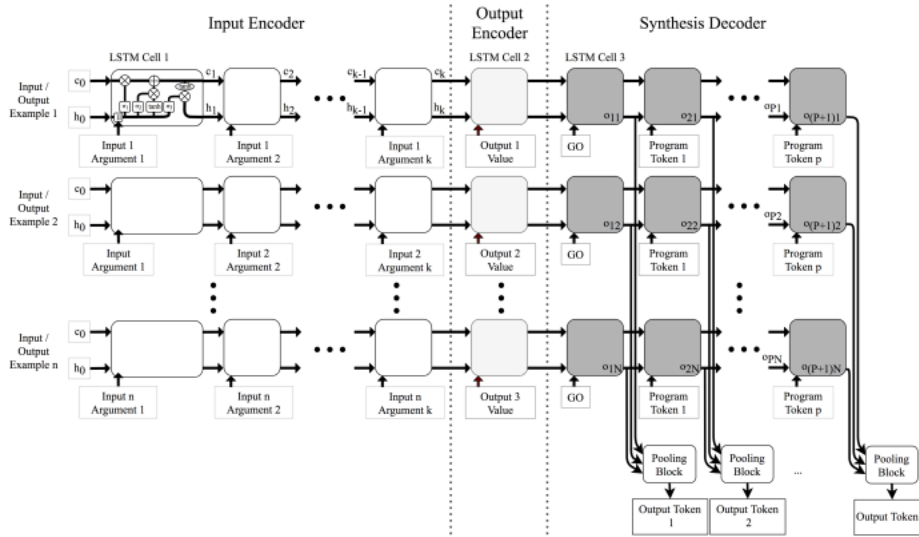 Input Encoder
Output
Encoder
Synthesis Decoder
LSTM Cell 1
LSTM Cell 2
LSTM Cell 3
Input /
Output
Example 1
c0
h0
tanh
c1
h1
c2
h2
ck-1
hk-1
ck
hk
o11
o21
oP1
o(P+1)1
Input 1
Argument 1
Input 1
Argument 2
Input 1
Argument k
Output 1
Value
GO
Program
Token 1
Program
Token p
Input /
Output
Example 2
c0
h0
o12
o22
oP2
o(P+1)2
Input
Argument 1
Input 2
Argument 2
Input 2
Argument k
Output 2
Value
GO
Program
Token 1
Program
Token p
Input /
Output
Example n
c0
h0
o1N
o2N
oPN
o(P+1)N
Input n
Argument 1
Input n
Argument 2
Input n
Argument k
Output 3
Value
GO
Program
Token 1
Program
Token p
Pooling
Block
Pooling
Block
...
Pooling
Block
Output Token
1
Output Token
2
Output Token